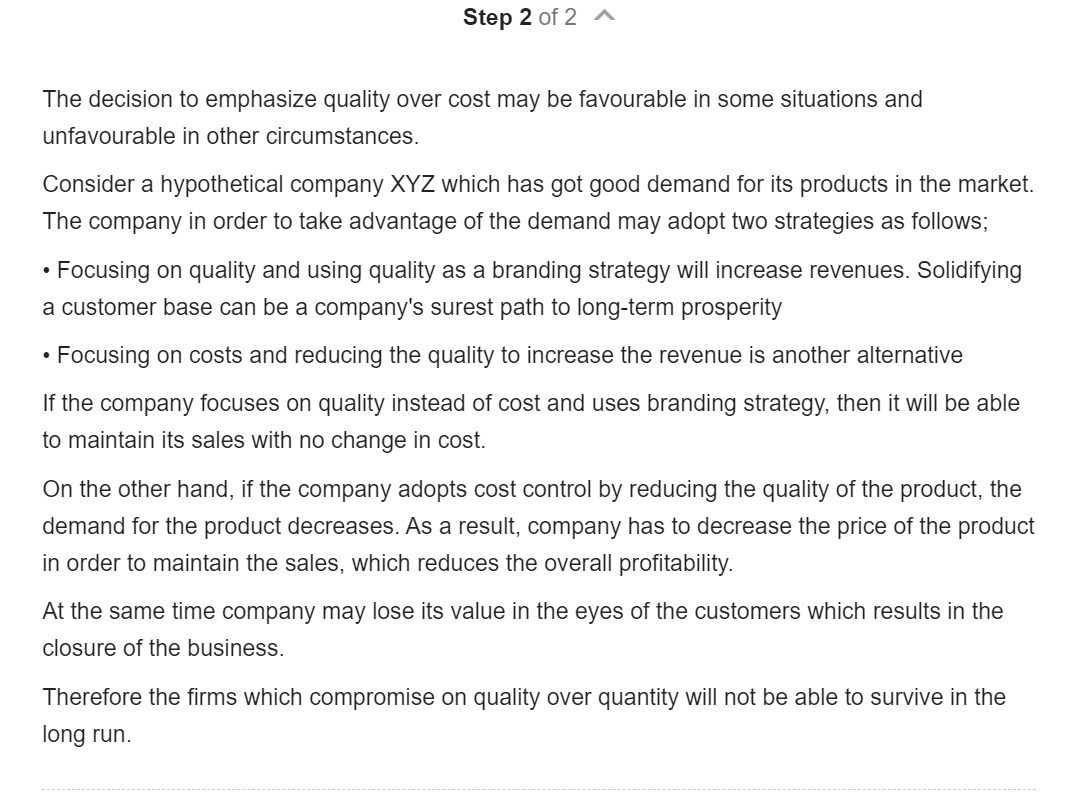 Step 2 of 2
The decision to emphasize quality over cost may be favourable in some situations and
unfavourable in other circumstances.
Consider a hypothetical company XYZ which has got good demand for its products in the market.
The company in order to take advantage of the demand may adopt two strategies as follows;
• Focusing on quality and using quality as a branding strategy will increase revenues. Solidifying
a customer base can be a company's surest path to long-term prosperity
• Focusing on costs and reducing the quality to increase the revenue is another alternative
If the company focuses on quality instead of cost and uses branding strategy, then it will be able
to maintain its sales with no change in cost.
On the other hand, if the company adopts cost control by reducing the quality of the product, the
demand for the product decreases. As a result, company has to decrease the price of the product
in order to maintain the sales, which reduces the overall profitability.
At the same time company may lose its value in the eyes of the customers which results in the
closure of the business.
Therefore the firms which compromise on quality over quantity will not be able to survive in the
long run.